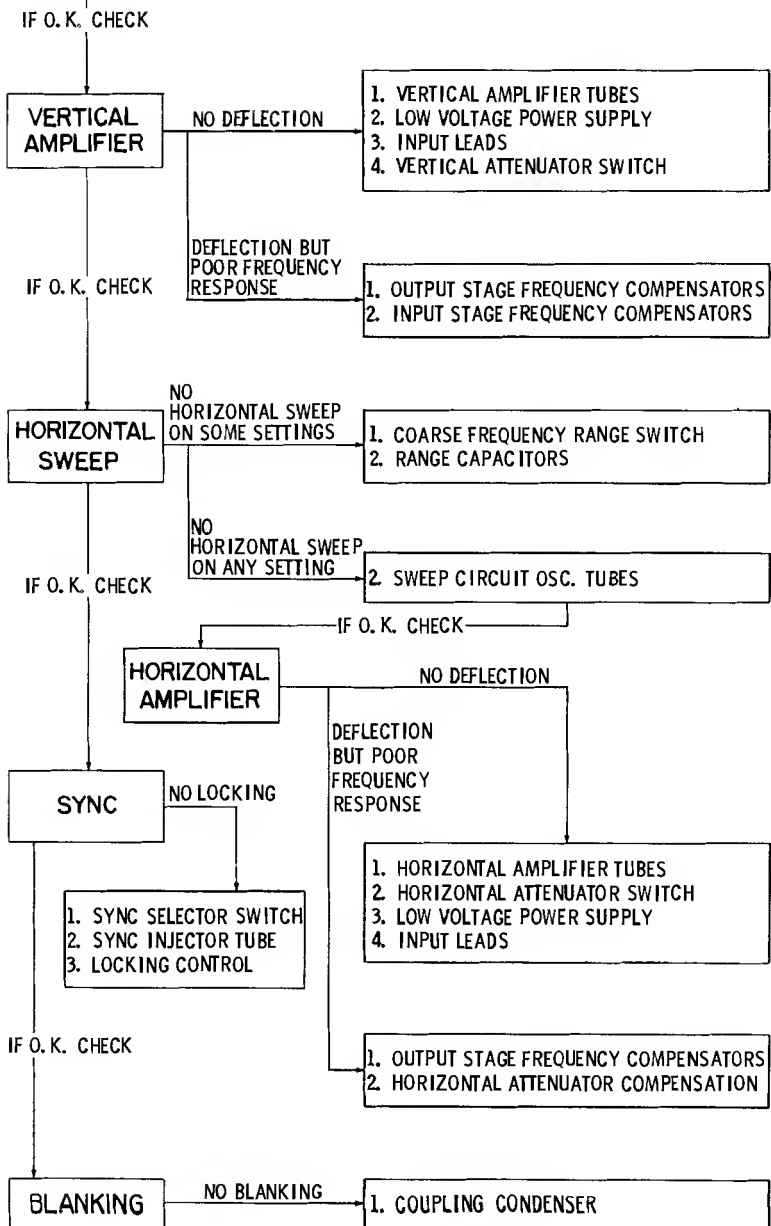 IF O.K. CHECK
VERTICAL
AMPLIFIER
NO DEFLECTION
1. VERTICAL AMPLIFIER TUBES
2. LOW VOLTAGE POWER SUPPLY
3. INPUT LEADS
4. VERTICAL ATTENUATOR SWITCH
DEFLECTION BUT
POOR FREQUENCY
RESPONSE
1. OUTPUT STAGE FREQUENCY COMPENSATORS
2. INPUT STAGE FREQUENCY COMPENSATORS
IF O.K. CHECK
HORIZONTAL
SWEEP
NO
HORIZONTAL SWEEP
ON SOME SETTINGS
1. COARSE FREQUENCY RANGE SWITCH
2. RANGE CAPACITORS
NO
HORIZONTAL SWEEP
ON ANY SETTING
2. SWEEP CIRCUIT OSC. TUBES
IF O.K. CHECK
IF O.K. CHECK
HORIZONTAL
AMPLIFIER
NO DEFLECTION
DEFLECTION
BUT POOR
FREQUENCY
RESPONSE
SYNC
NO LOCKING
1. HORIZONTAL AMPLIFIER TUBES
2. HORIZONTAL ATTENUATOR SWITCH
3. LOW VOLTAGE POWER SUPPLY
4. INPUT LEADS
1. SYNC SELECTOR SWITCH
2. SYNC INJECTOR TUBE
3. LOCKING CONTROL
IF O.K. CHECK
1. OUTPUT STAGE FREQUENCY COMPENSATORS
2. HORIZONTAL ATTENUATOR COMPENSATION
BLANKING
NO BLANKING
1. COUPLING CONDENSER